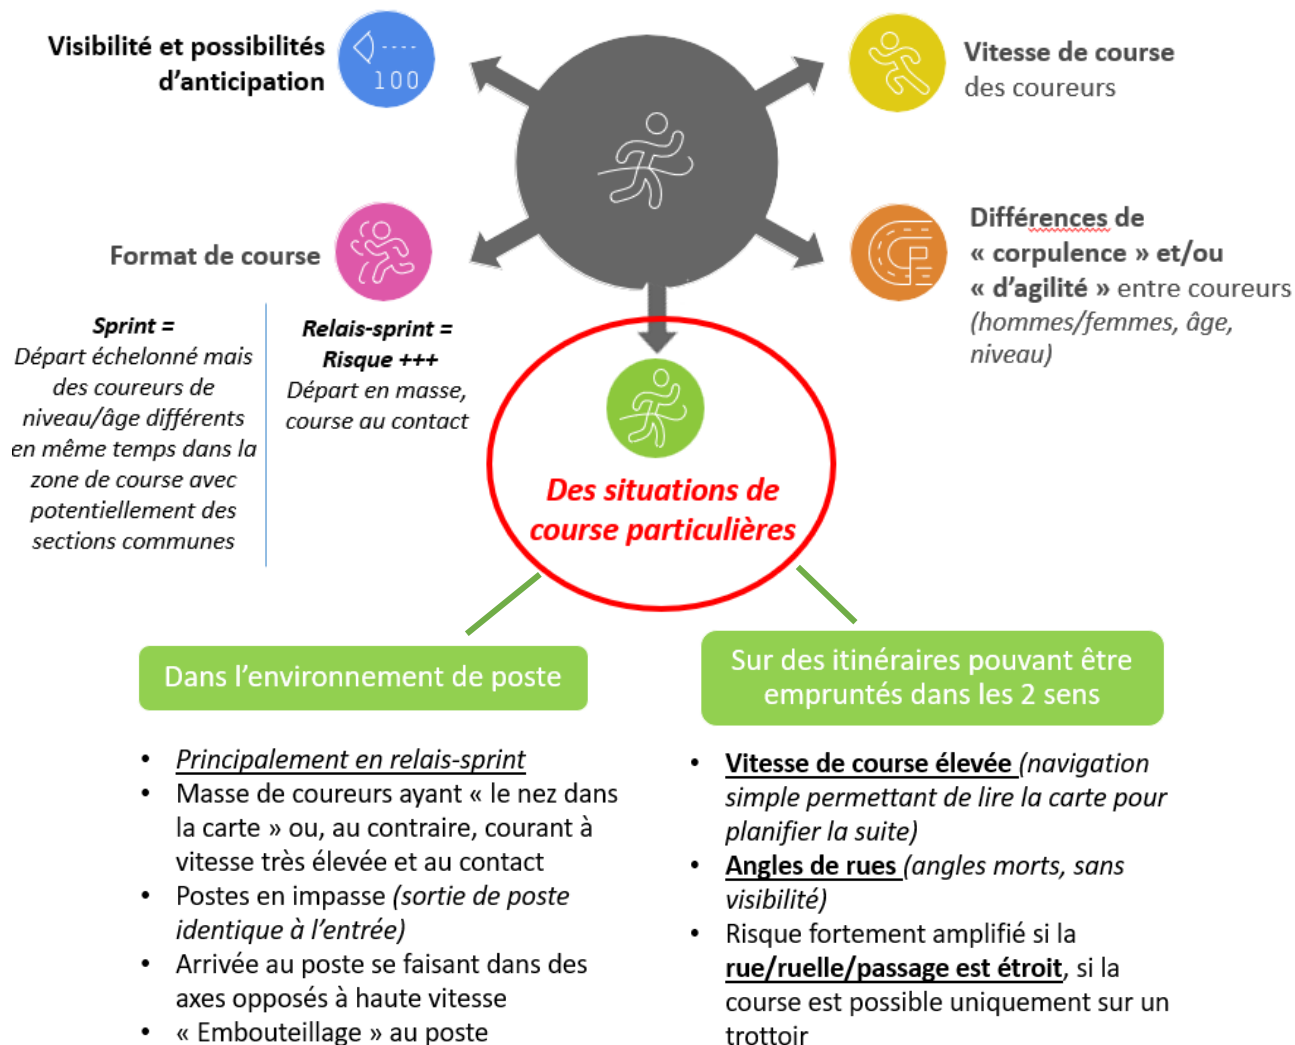 Visibilité et possibilités
d’anticipation
100
Vitesse de course
des coureurs
Format de course
Différences de
« corpulence » et/ou
« d’agilité » entre coureurs
(hommes/femmes, âge,
niveau)
Sprint =
Départ échelonné mais
des coureurs de
niveau/âge différents
en même temps dans la
zone de course avec
potentiellement des
sections communes
Relais-sprint =
Risque +++
Départ en masse,
course au contact
Des situations de
course particulières
Dans l’environnement de poste
• Principalement en relais-sprint
• Masse de coureurs ayant « le nez dans
la carte » ou, au contraire, courant à
vitesse très élevée et au contact
• Postes en impasse (sortie de poste
identique à l’entrée)
• Arrivée au poste se faisant dans des
axes opposés à haute vitesse
• « Embouteillage » au poste
Sur des itinéraires pouvant être
empruntés dans les 2 sens
• Vitesse de course élevée (navigation
simple permettant de lire la carte pour
planifier la suite)
• Angles de rues (angles morts, sans
visibilité)
• Risque fortement amplifié si la
rue/ruelle/passage est étroit, si la
course est possible uniquement sur un
trottoir